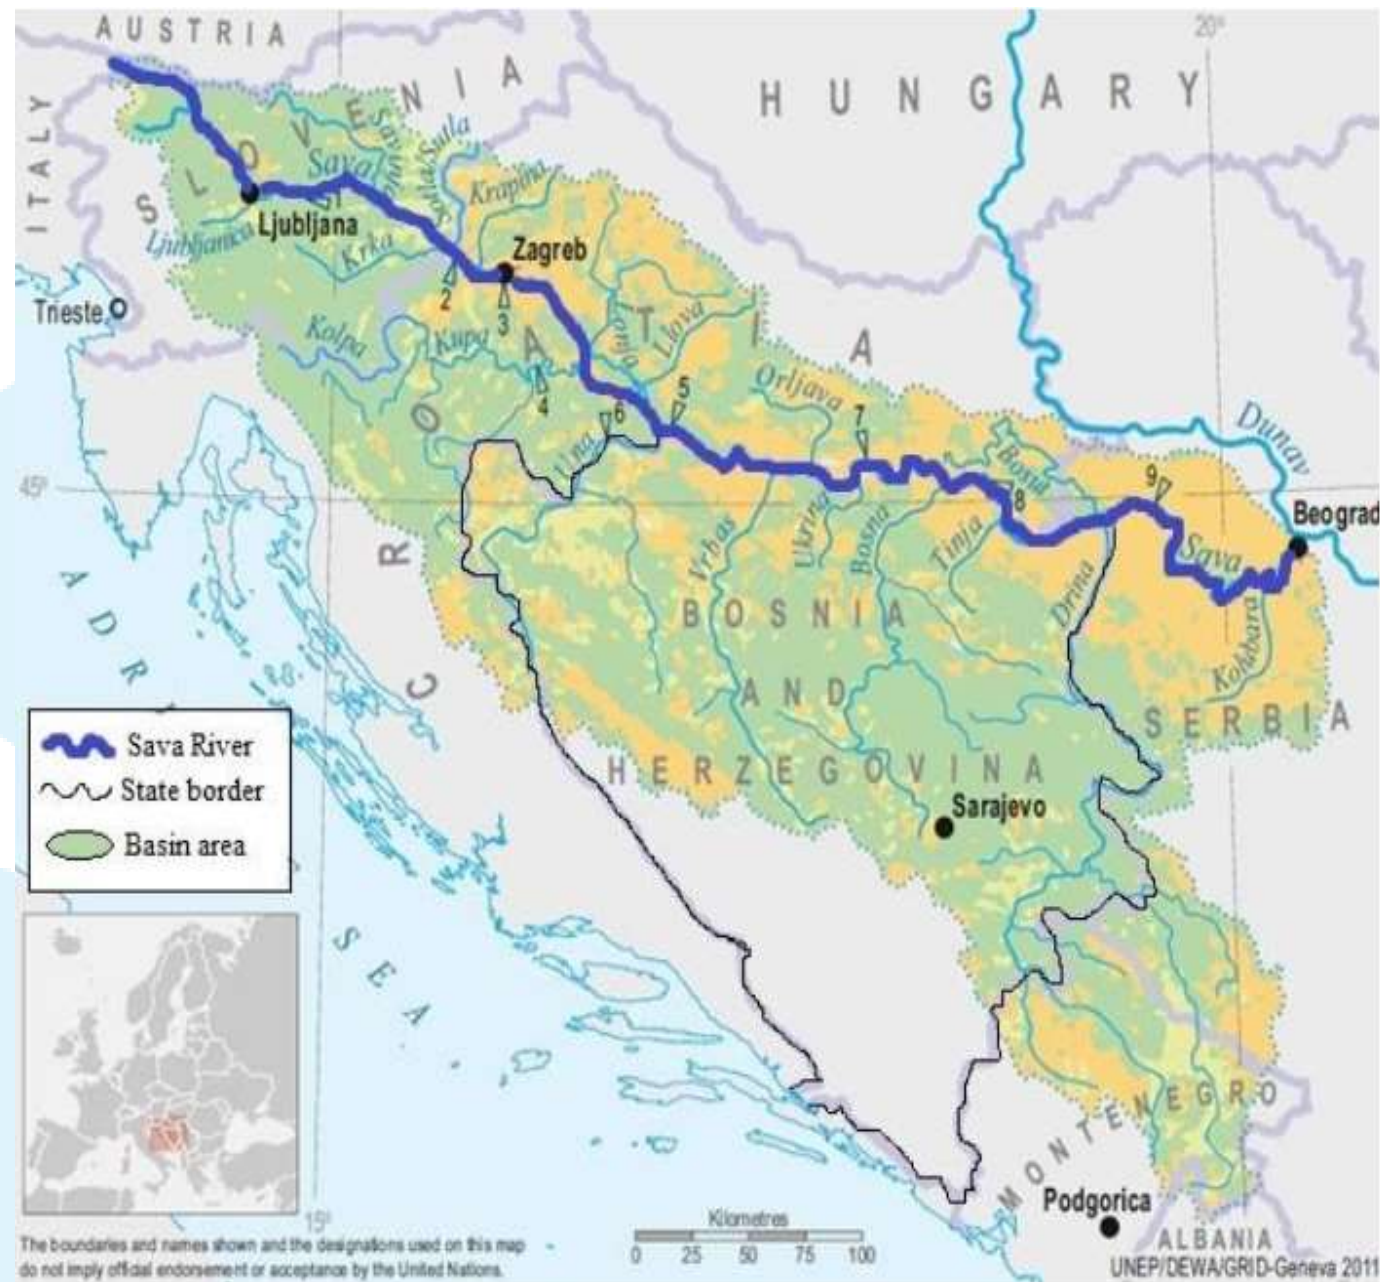 AUSTRIA
20°
HUNGARY
ITALY
SLOVENIA
Savinja
Sotla/Sutla
Sava
Krapina
Ljubljana
Ljubljanica
Krka
Zagreb
2
3
Trieste
Kolpa
Kupa
Lonja
Ilova
CROATIA
4
5
6
Orljava
7
Una
Dunav
45°
Bosut
8
9
Beograd
Vrbas
Ukrina
Bosna
Tinja
Drina
Sava
Kolubara
BOSNIA
AND
HERZEGOVINA
SERBIA
Sarajevo
ADR
SEA
Sava River
State border
Basin area
MONTENEGRO
Podgorica
ALBANIA
15°
Kilometres
0 25 50 75 100
The boundaries and names shown and the designations used on this map
do not imply official endorsement or acceptance by the United Nations.
UNEP/DEWA/GRID-Geneva 2011